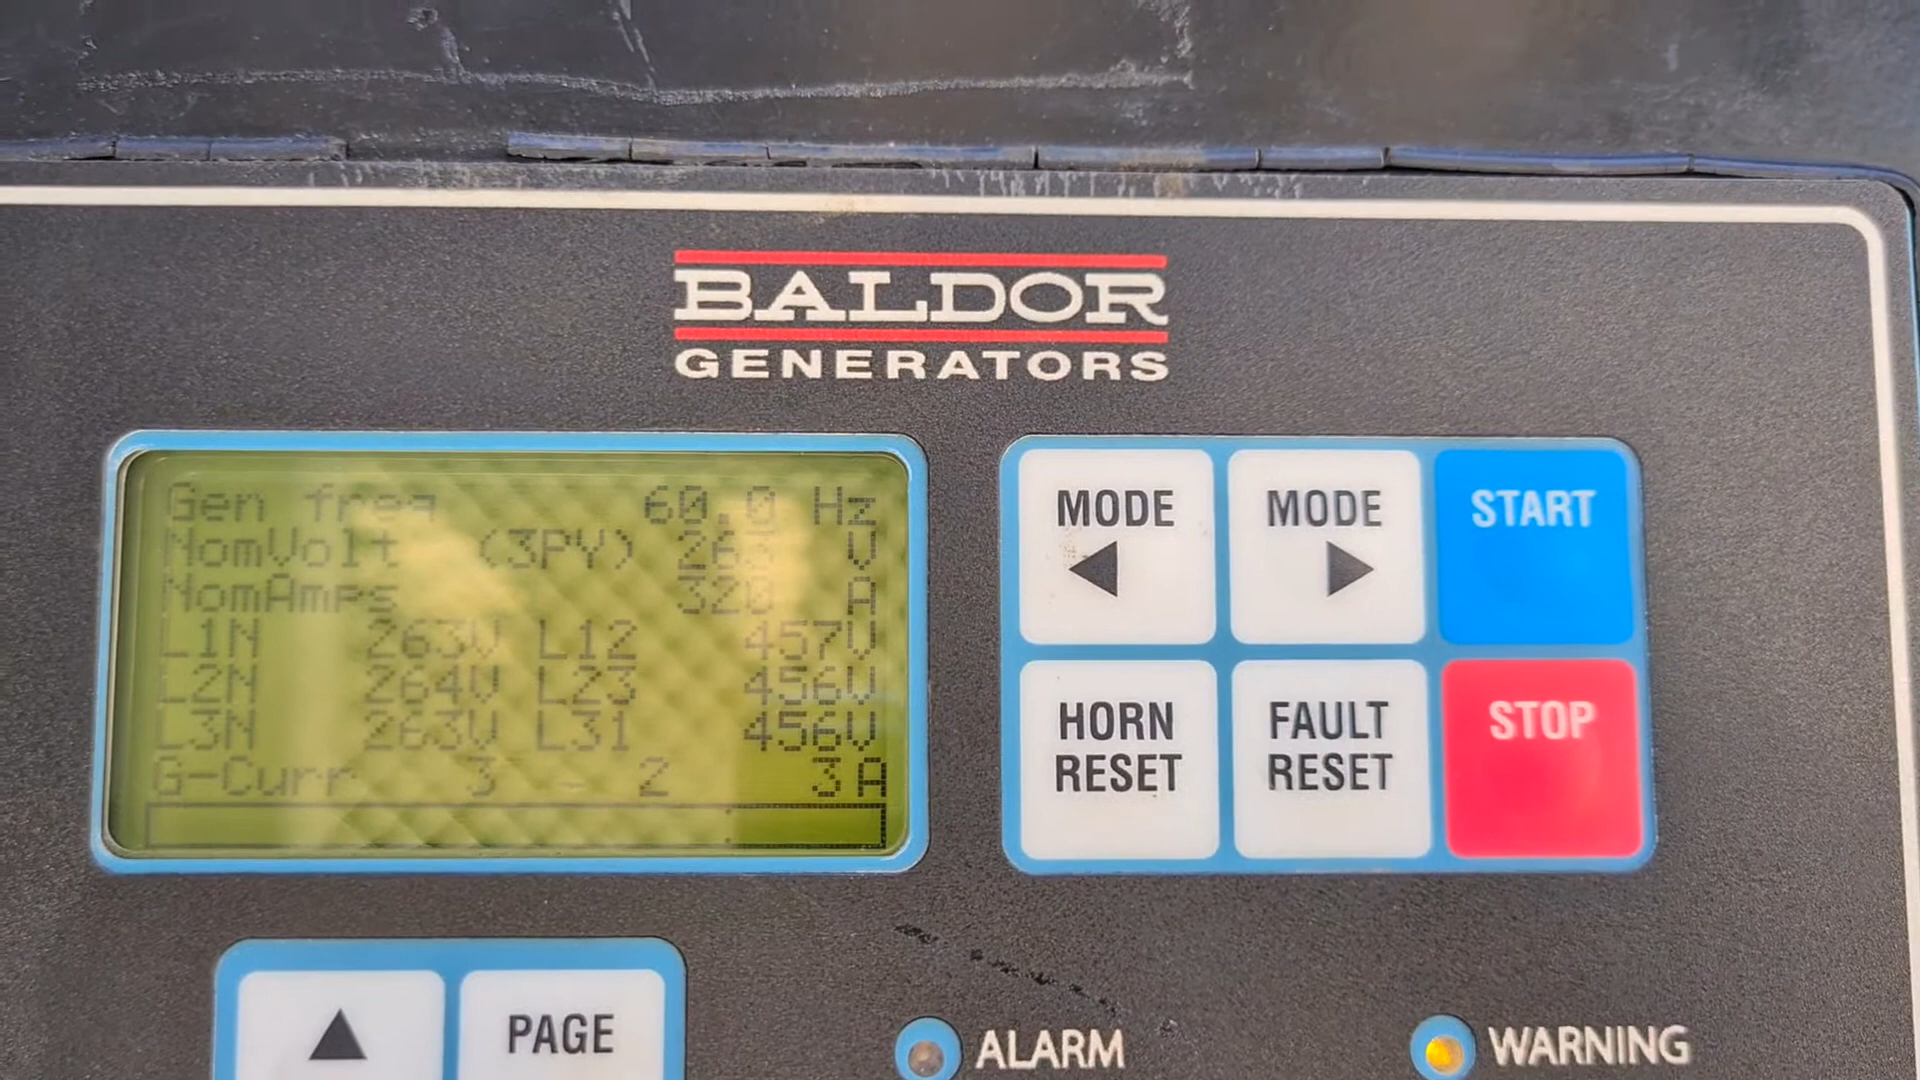 BALDOR
GENERATORS
Gen freq 60.0 Hz
NomVolt (3PY) V
NomAmps 320 A
L1N 263V L12 457V
L2N 264V L23 456V
L3N 263V L31 456V
G-Curr 3 2 3A
MODE
MODE
START
HORN
RESET
FAULT
RESET
STOP
PAGE
ALARM
WARNING